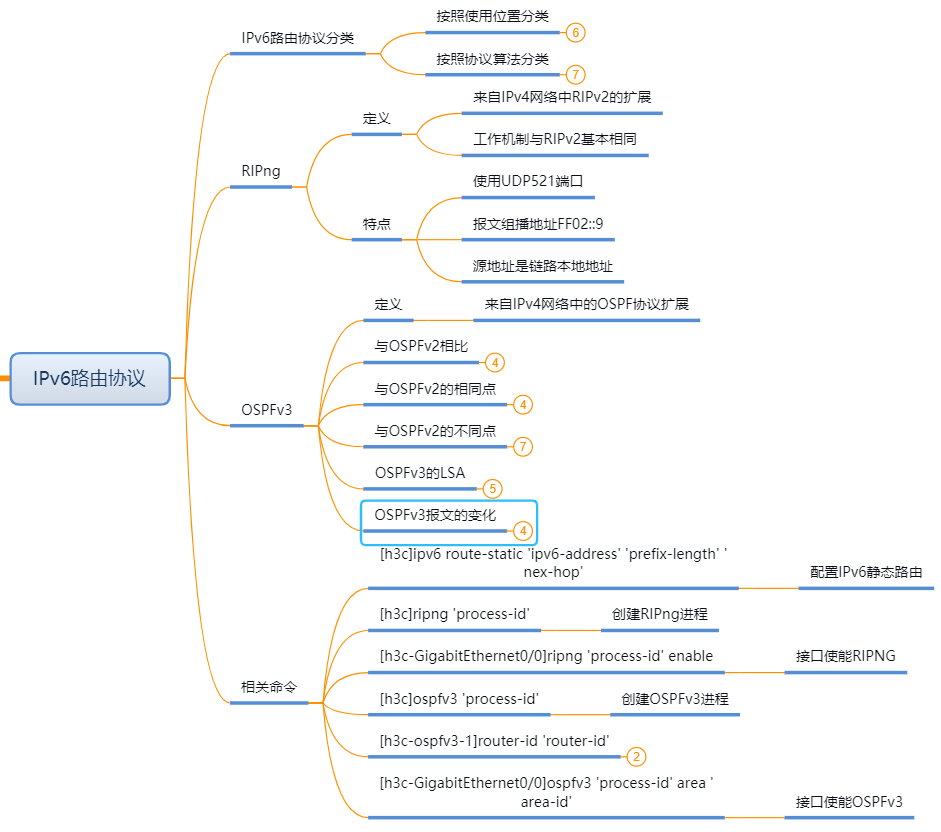 IPv6路由协议
IPv6路由协议分类
按照使用位置分类
6
按照协议算法分类
7
RIPng
定义
来自IPv4网络中RIPv2的扩展
工作机制与RIPv2基本相同
特点
使用UDP521端口
报文组播地址FF02::9
源地址是链路本地地址
OSPFv3
定义
来自IPv4网络中的OSPF协议扩展
与OSPFv2相比
4
与OSPFv2的相同点
4
与OSPFv2的不同点
7
OSPFv3的LSA
5
OSPFv3报文的变化
4
相关命令
[h3c]ipv6 route-static 'ipv6-address' 'prefix-length' '
nex-hop'
配置IPv6静态路由
[h3c]ripng 'process-id'
创建RIPng进程
[h3c-GigabitEthernet0/0]ripng 'process-id' enable
接口使能RIPNG
[h3c]ospfv3 'process-id'
创建OSPFv3进程
[h3c-ospfv3-1]router-id 'router-id'
2
[h3c-GigabitEthernet0/0]ospfv3 'process-id' area '
area-id'
接口使能OSPFv3